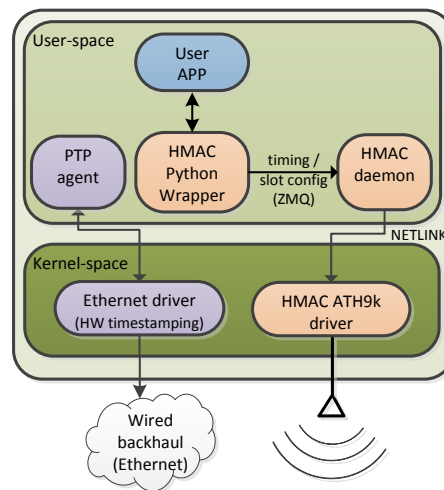 User-space
User
APP
PTP
agent
HMAC
Python
Wrapper
timing /
slot config
(ZMQ)
HMAC
daemon
NETLINK
Kernel-space
Ethernet driver
(HW timestamping)
HMAC ATH9k
driver
Wired
backhaul
(Ethernet)